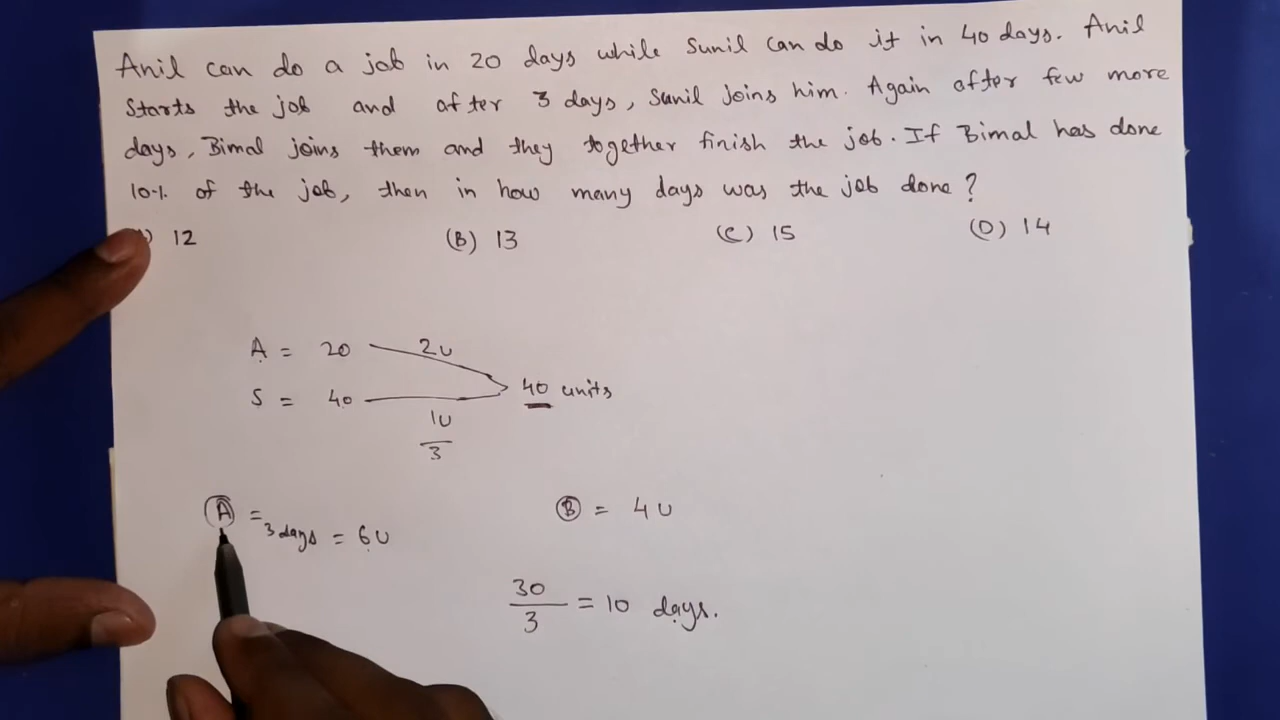 Anil can do a job in 20 days while Sunil can do it in 40 days. Anil
Starts the job and after 3 days, Sunil joins him. Again after few more
days, Bimal joins them and they together finish the job. If Bimal has done
10% of the job, then in how many days was the job done?
12 (B) 13 (C) 15 (D) 14
A = 20 2U
S = 40 40 units
1U
3
A = 3 days = 6U B = 4U
30
3 = 10 days.